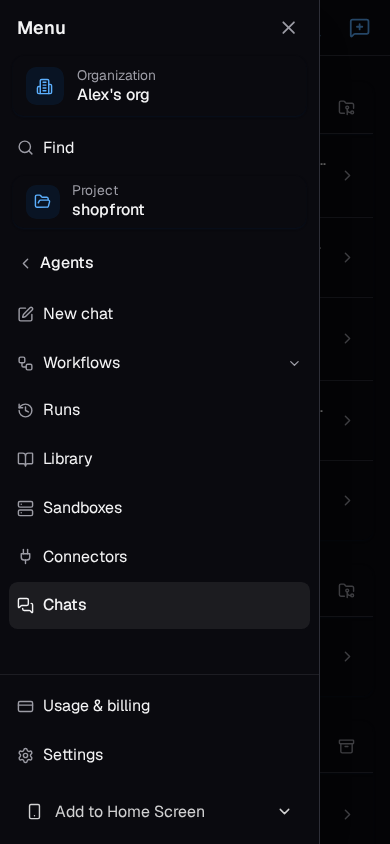 Menu
Organization
Alex's org
Find
Project
shopfront
Agents
New chat
Workflows
Runs
Library
Sandboxes
Connectors
Chats
Usage & billing
Settings
Add to Home Screen